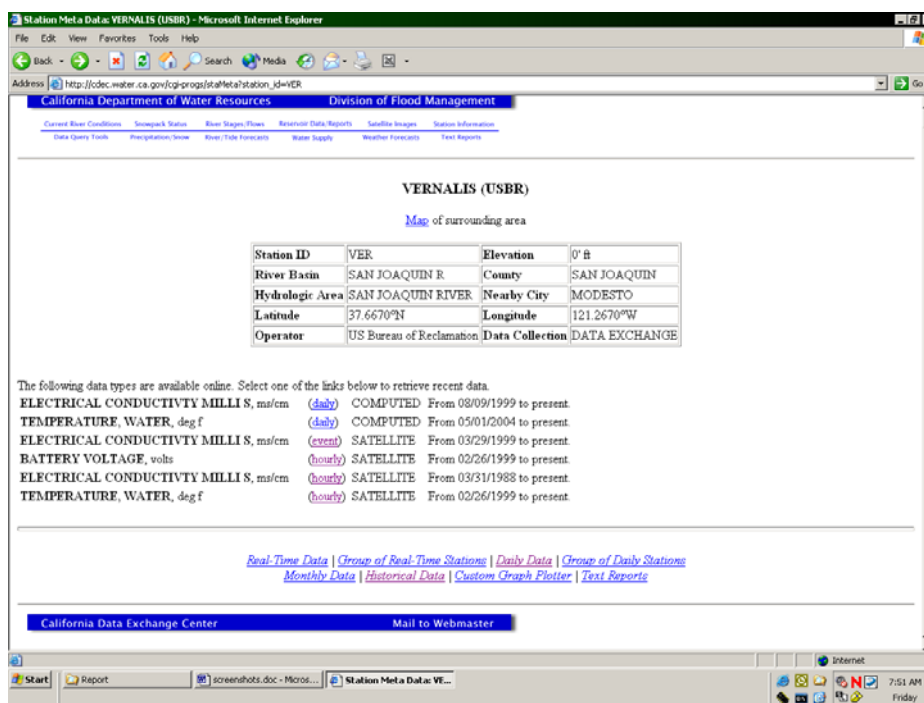 Station Meta Data: VERNALIS (USBR) - Microsoft Internet Explorer
File Edit View Favorites Tools Help
Back Search Media
Address http://cdec.water.ca.gov/cgi-progs/staMeta?station_id=VER Go
California Department of Water Resources Division of Flood Management
Current River Conditions Snowpack Status River Stages/Flows Reservoir Data/Reports Satellite Images Station Information
Data Query Tools Precipitation/Snow River/Tide Forecasts Water Supply Weather Forecasts Text Reports
VERNALIS (USBR)
Map of surrounding area
Station ID VER Elevation 0' ft
River Basin SAN JOAQUIN R County SAN JOAQUIN
Hydrologic Area SAN JOAQUIN RIVER Nearby City MODESTO
Latitude 37.6670°N Longitude 121.2670°W
Operator US Bureau of Reclamation Data Collection DATA EXCHANGE
The following data types are available online. Select one of the links below to retrieve recent data.
ELECTRICAL CONDUCTIVTY MILLI S, ms/cm (daily) COMPUTED From 08/09/1999 to present.
TEMPERATURE, WATER, deg f (daily) COMPUTED From 05/01/2004 to present.
ELECTRICAL CONDUCTIVTY MILLI S, ms/cm (event) SATELLITE From 03/29/1999 to present.
BATTERY VOLTAGE, volts (hourly) SATELLITE From 02/26/1999 to present.
ELECTRICAL CONDUCTIVTY MILLI S, ms/cm (hourly) SATELLITE From 03/31/1988 to present.
TEMPERATURE, WATER, deg f (hourly) SATELLITE From 02/26/1999 to present.
Real-Time Data | Group of Real-Time Stations | Daily Data | Group of Daily Stations
Monthly Data | Historical Data | Custom Graph Plotter | Text Reports
California Data Exchange Center Mail to Webmaster
Internet
Start Report screenshots.doc - Micros... Station Meta Data: VE... 7:51 AM
Friday